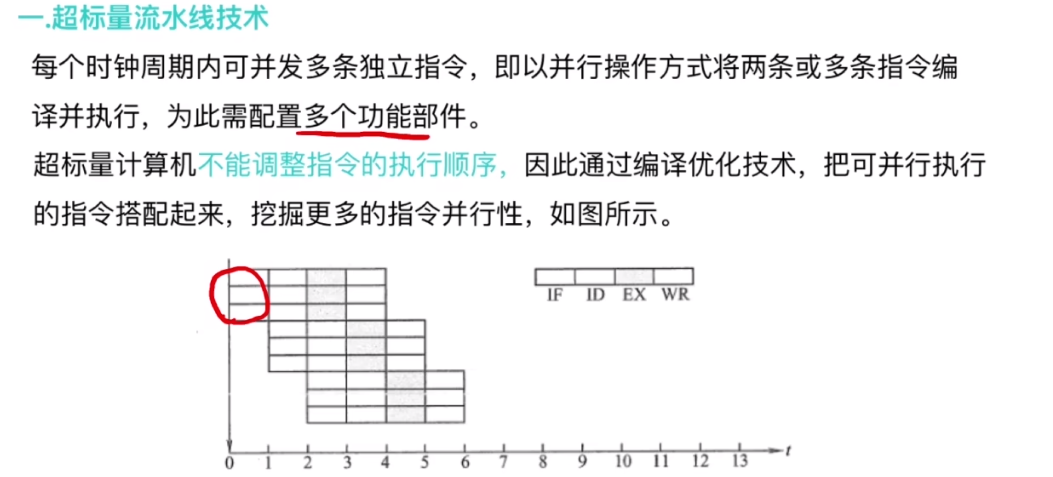 一.超标量流水线技术
每个时钟周期内可并发多条独立指令，即以并行操作方式将两条或多条指令编
译并执行，为此需配置多个功能部件。
超标量计算机不能调整指令的执行顺序，因此通过编译优化技术，把可并行执行
的指令搭配起来，挖掘更多的指令并行性，如图所示。
IF ID EX WR
0 1 2 3 4 5 6 7 8 9 10 11 12 13 t